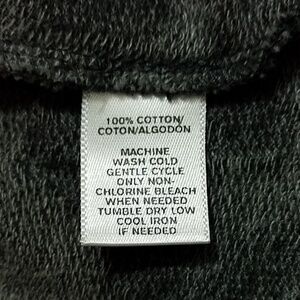 100% COTTON/
COTON/ALGODÓN
MACHINE
WASH COLD
GENTLE CYCLE
ONLY NON-
CHLORINE BLEACH
WHEN NEEDED
TUMBLE DRY LOW
COOL IRON
IF NEEDED